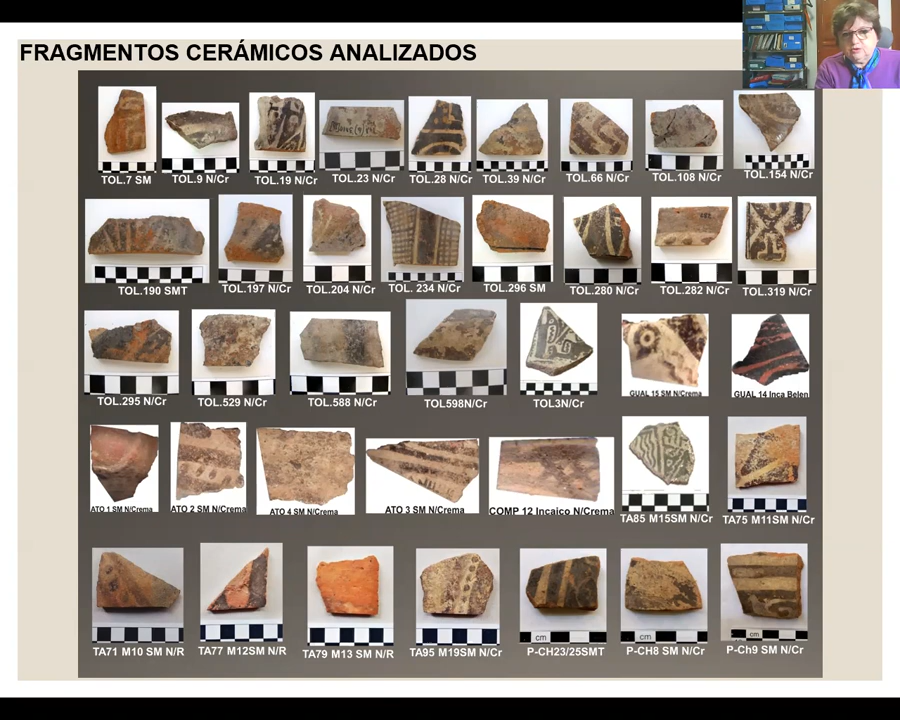 FRAGMENTOS CERÁMICOS ANALIZADOS
TOL.7 SM
TOL.9 N/Cr
TOL.19 N/Cr
TOL.23 N/Cr
TOL.28 N/Cr
TOL.39 N/Cr
TOL.66 N/Cr
TOL.108 N/Cr
TOL.154 N/Cr
TOL.190 SMT
TOL.197 N/Cr
TOL.204 N/Cr
TOL. 234 N/Cr
TOL.296 SM
TOL.280 N/Cr
TOL.282 N/Cr
TOL.319 N/Cr
TOL.295 N/Cr
TOL.529 N/Cr
TOL.588 N/Cr
TOL598N/Cr
TOL3N/Cr
GUAL 15 SM N/Crema
GUAL 14 Inca Belen
ATO 1 SM N/Crema
ATO 2 SM N/Crema
ATO 4 SM N/Crema
ATO 3 SM N/Crema
COMP 12 Incaico N/Crema
TA85 M15SM N/Cr
TA75 M11SM N/Cr
TA71 M10 SM N/R
TA77 M12SM N/R
TA79 M13 SM N/R
TA95 M19SM N/Cr
cm
P-CH23/25SMT
cm
P-CH8 SM N/Cr
cm
P-Ch9 SM N/Cr